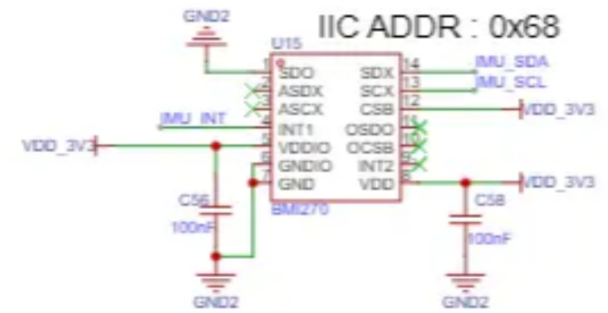 GND2
IIC ADDR : 0x68
U15
1 SDO SDX 14 IMU_SDA
2 ASDX SCX 13 IMU_SCL
3 ASCX CSB 12 VDD_3V3
IMU_INT 4 INT1 OSDO 11
VDD_3V3 5 VDDIO OCSB 10
6 GNDIO INT2 9
7 GND VDD 8 VDD_3V3
BMI270
C56
100nF
C58
100nF
GND2
GND2